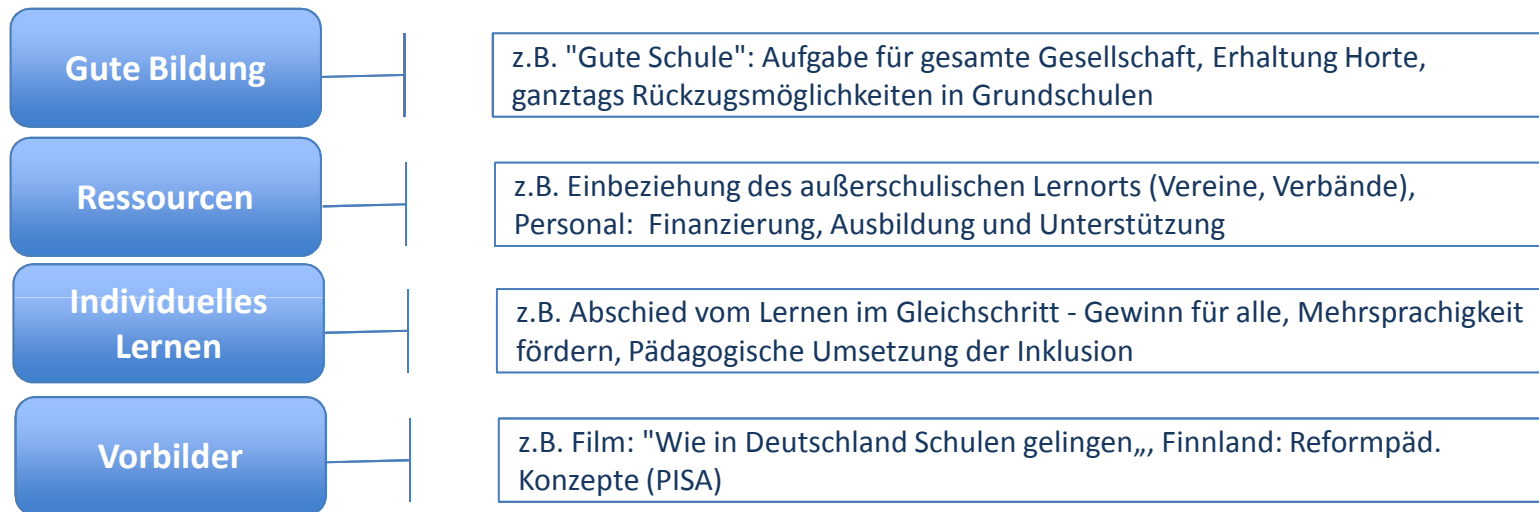 Gute Bildung
z.B. "Gute Schule": Aufgabe für gesamte Gesellschaft, Erhaltung Horte,
ganztags Rückzugsmöglichkeiten in Grundschulen
Ressourcen
z.B. Einbeziehung des außerschulischen Lernorts (Vereine, Verbände),
Personal:  Finanzierung, Ausbildung und Unterstützung
Individuelles
Lernen
z.B. Abschied vom Lernen im Gleichschritt - Gewinn für alle, Mehrsprachigkeit
fördern, Pädagogische Umsetzung der Inklusion
Vorbilder
z.B. Film: "Wie in Deutschland Schulen gelingen„, Finnland: Reformpäd.
Konzepte (PISA)